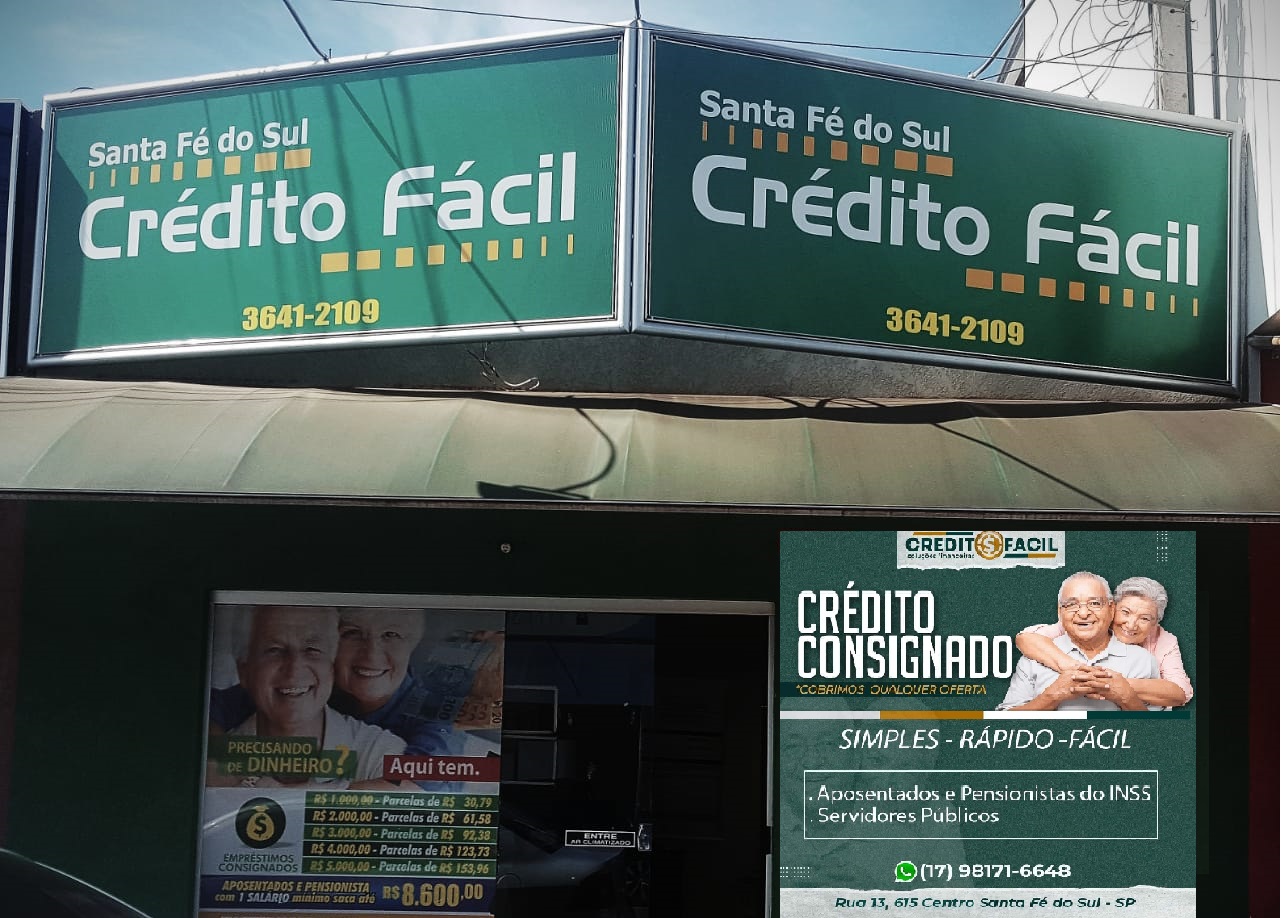 Santa Fé do Sul
Crédito Fácil
3641-2109
Santa Fé do Sul
Crédito Fácil
3641-2109
PRECISANDO
DE DINHEIRO?
Aqui tem.
R$ 1.000,00 - Parcelas de R$ 30,79
R$ 2.000,00 - Parcelas de R$ 61,58
R$ 3.000,00 - Parcelas de R$ 92,38
R$ 4.000,00 - Parcelas de R$ 123,73
R$ 5.000,00 - Parcelas de R$ 153,96
EMPRÉSTIMOS
CONSIGNADOS
APOSENTADOS E PENSIONISTA
com 1 SALÁRIO mínimo saca até
R$ 8.600,00
ENTRE
AR CLIMATIZADO
CREDIT$ FACIL
soluções financeiras
CRÉDITO
CONSIGNADO
*COBRIMOS QUALQUER OFERTA
SIMPLES - RÁPIDO -FÁCIL
. Aposentados e Pensionistas do INSS
. Servidores Públicos
(17) 98171-6648
Rua 13, 615 Centro Santa Fé do Sul - SP